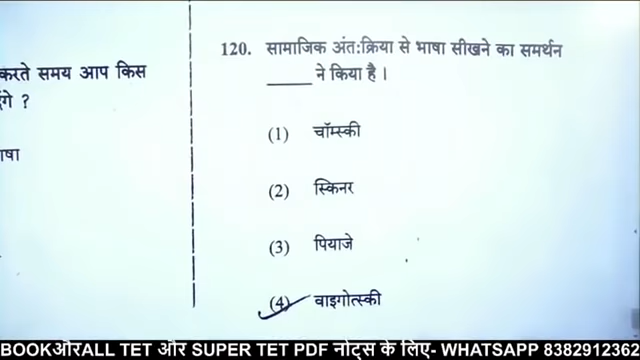 करते समय आप किस
ंगे ?
ाषा
120. सामाजिक अंत:क्रिया से भाषा सीखने का समर्थन
______ ने किया है ।
(1) चॉम्स्की
(2) स्किनर
(3) पियाजे
(4) वाइगोत्स्की
BOOKऔरALL TET और SUPER TET PDF नोट्स के लिए- WHATSAPP 8382912362